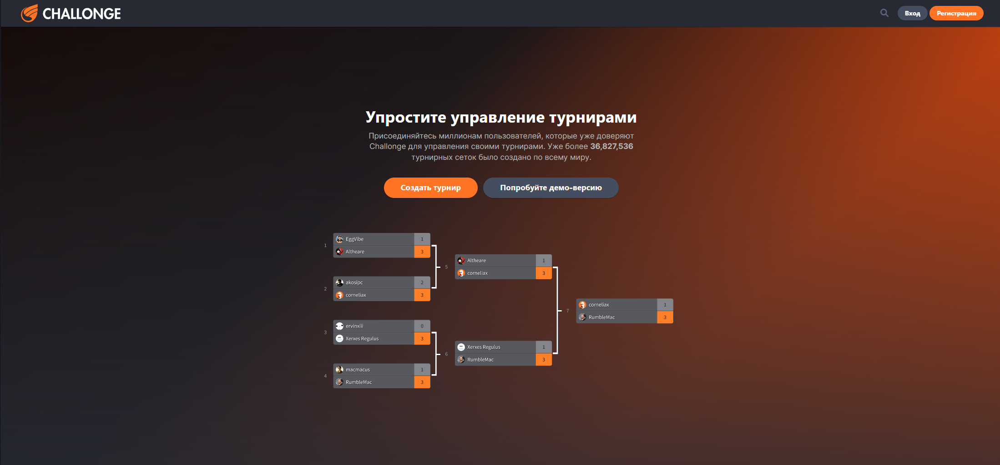 CHALLONGE
Вход
Регистрация
Упростите управление турнирами
Присоединяйтесь миллионам пользователей, которые уже доверяют
Challonge для управления своими турнирами. Уже более 36,827,536
турнирных сеток было создано по всему миру.
Создать турнир
Попробуйте демо-версию
1
EggVibe 1
Altheare 3
2
akosipc 2
corneliax 3
3
ervinxiii 0
Xerxes Regulus 3
4
macmacus 1
RumbleMac 3
5
Altheare 1
corneliax 3
6
Xerxes Regulus 1
RumbleMac 3
7
corneliax 1
RumbleMac 3